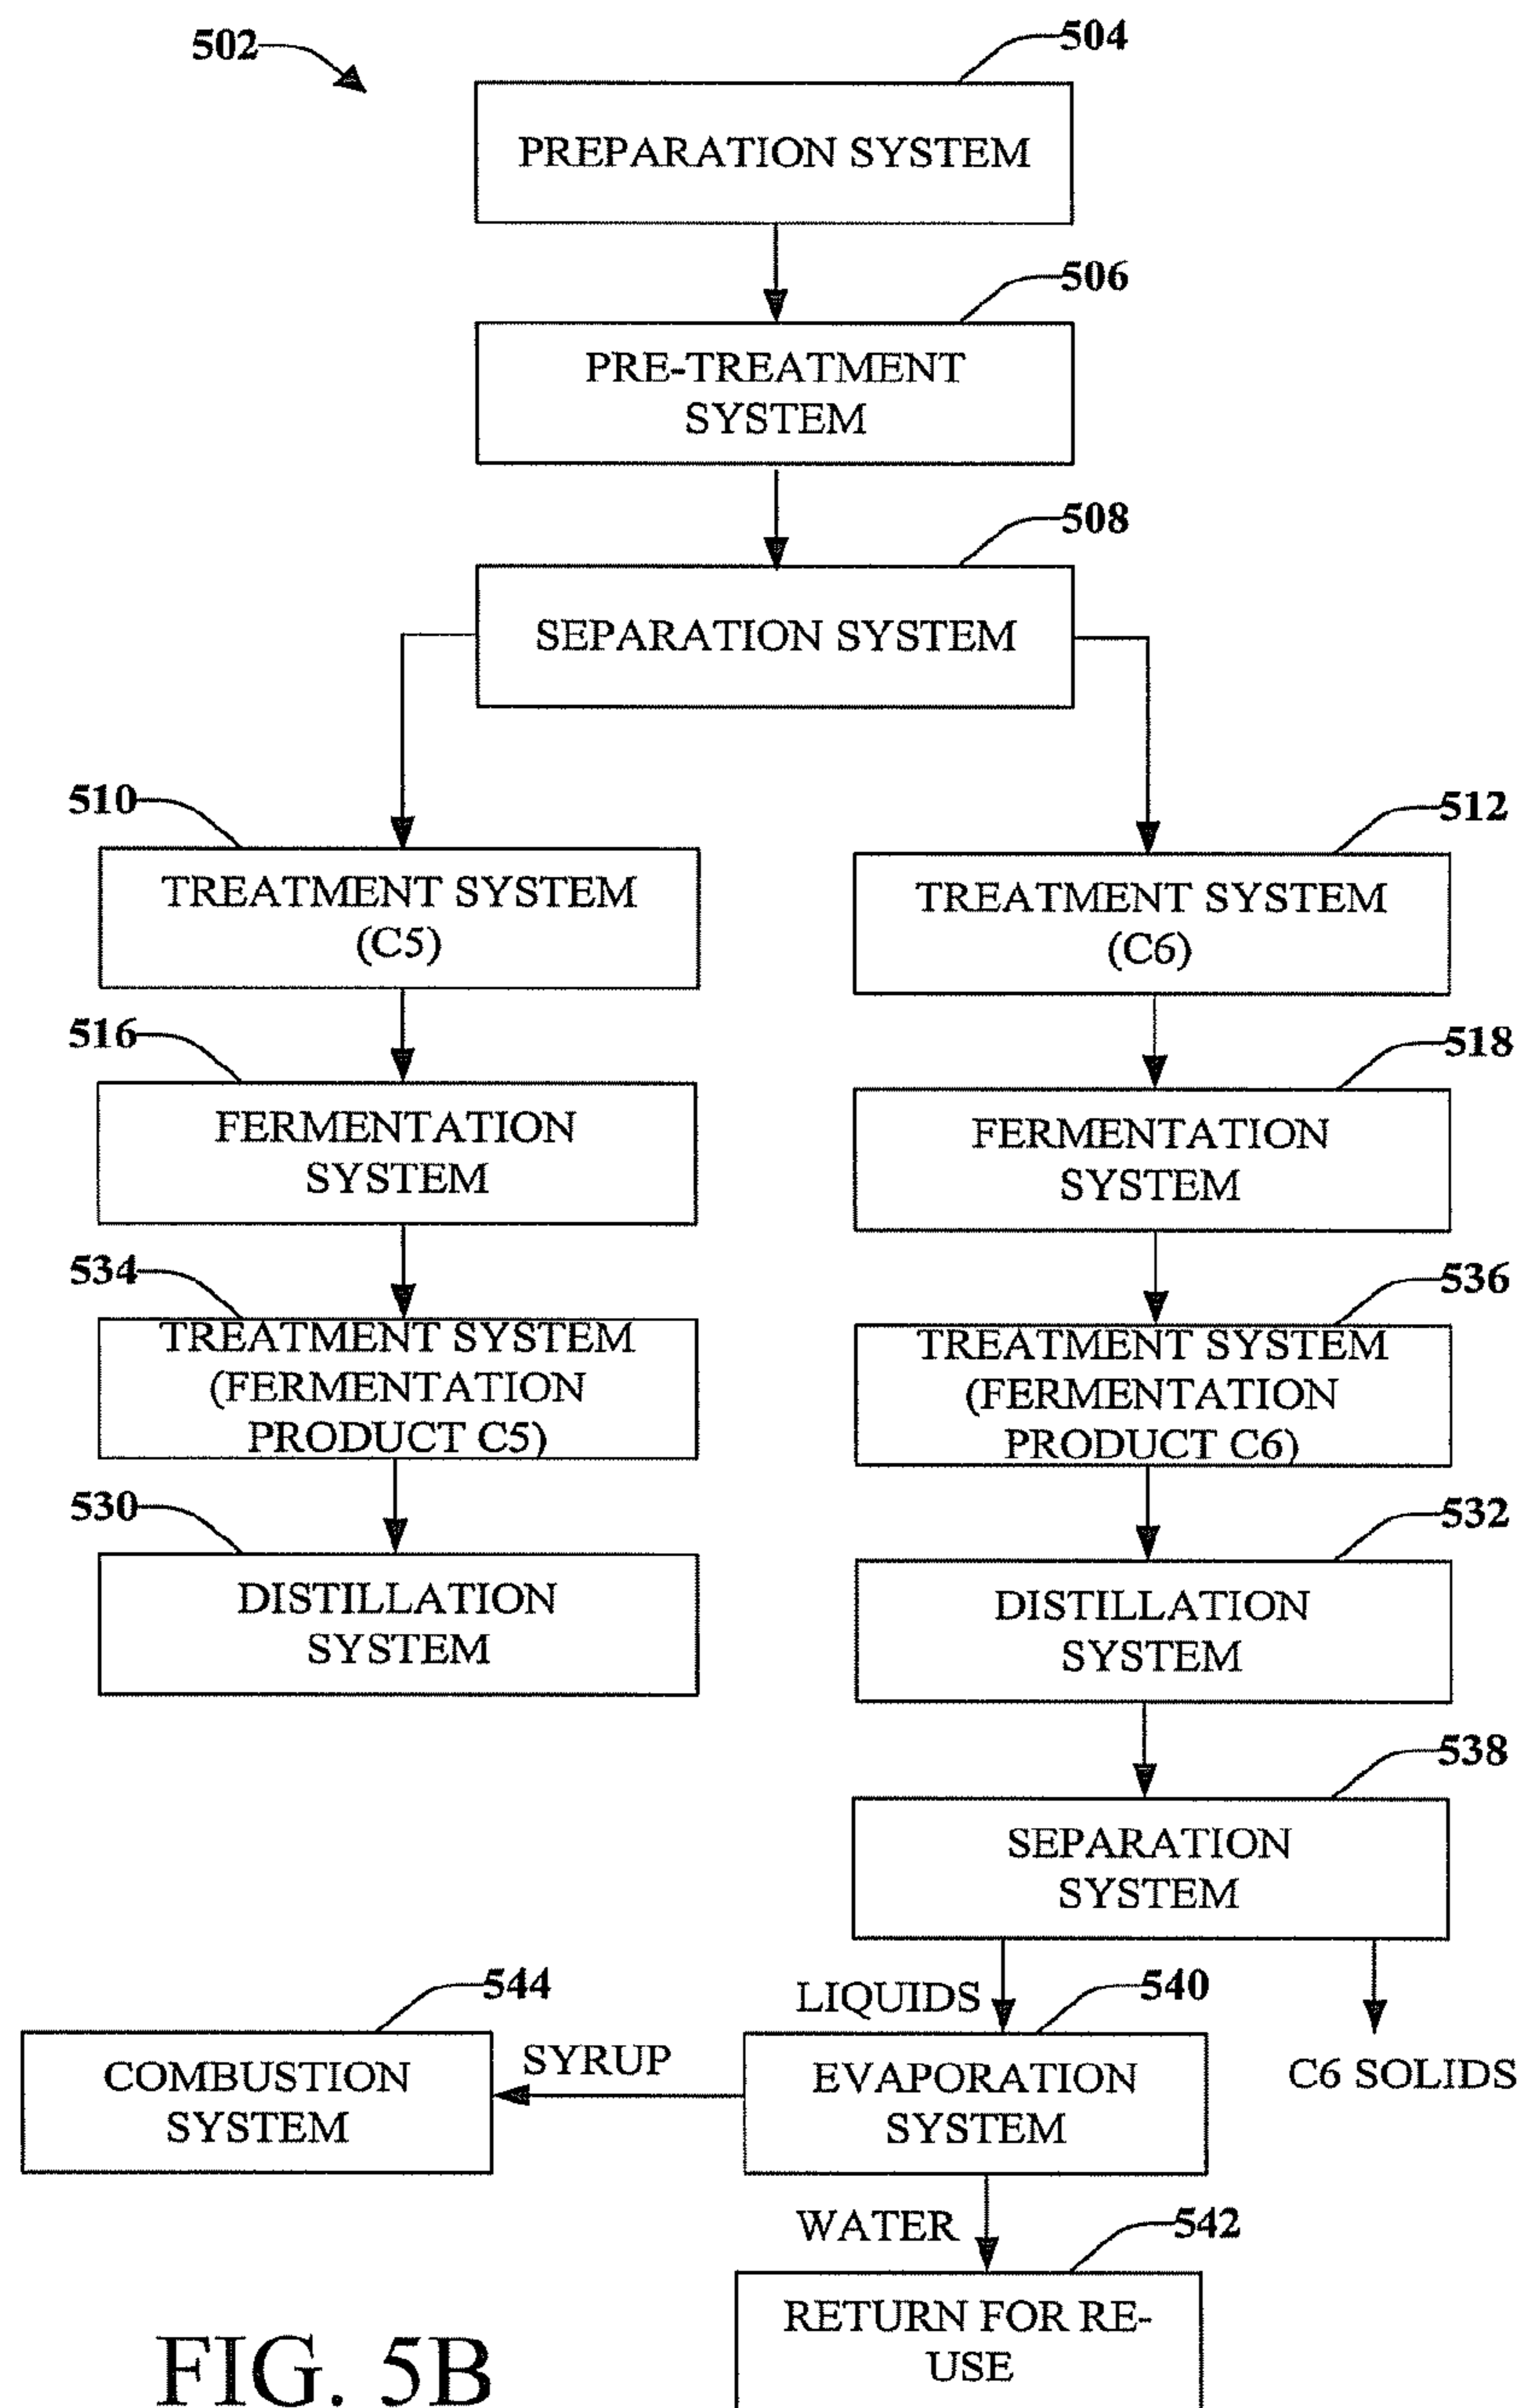 502
504
PREPARATION SYSTEM
506
PRE-TREATMENT
SYSTEM
508
SEPARATION SYSTEM
510
TREATMENT SYSTEM
(C5)
512
TREATMENT SYSTEM
(C6)
516
FERMENTATION
SYSTEM
518
FERMENTATION
SYSTEM
534
TREATMENT SYSTEM
(FERMENTATION
PRODUCT C5)
536
TREATMENT SYSTEM
(FERMENTATION
PRODUCT C6)
530
DISTILLATION
SYSTEM
532
DISTILLATION
SYSTEM
538
SEPARATION
SYSTEM
LIQUIDS
C6 SOLIDS
540
EVAPORATION
SYSTEM
SYRUP
544
COMBUSTION
SYSTEM
WATER
542
RETURN FOR RE-
USE
FIG. 5B